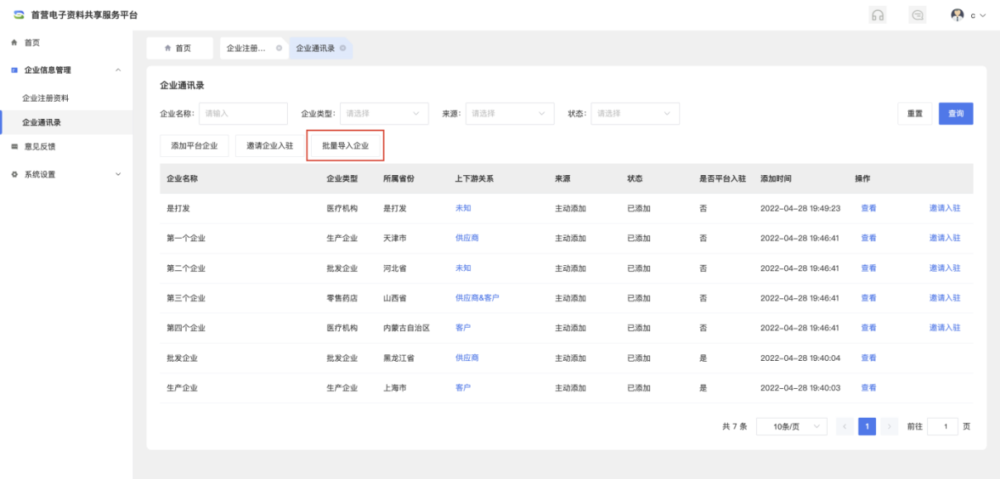 首营电子资料共享服务平台
c
首页
企业信息管理
企业注册资料
企业通讯录
意见反馈
系统设置
首页 企业注册... 企业通讯录
企业通讯录
企业名称: 请输入 企业类型: 请选择 来源: 请选择 状态: 请选择 重置 查询
添加平台企业 邀请企业入驻 批量导入企业
企业名称 企业类型 所属省份 上下游关系 来源 状态 是否平台入驻 添加时间 操作
是打发 医疗机构 是打发 未知 主动添加 已添加 否 2022-04-28 19:49:23 查看 邀请入驻
第一个企业 生产企业 天津市 供应商 主动添加 已添加 否 2022-04-28 19:46:41 查看 邀请入驻
第二个企业 批发企业 河北省 未知 主动添加 已添加 否 2022-04-28 19:46:41 查看 邀请入驻
第三个企业 零售药店 山西省 供应商&客户 主动添加 已添加 否 2022-04-28 19:46:41 查看 邀请入驻
第四个企业 医疗机构 内蒙古自治区 客户 主动添加 已添加 否 2022-04-28 19:46:41 查看 邀请入驻
批发企业 批发企业 黑龙江省 供应商 主动添加 已添加 是 2022-04-28 19:40:04 查看
生产企业 生产企业 上海市 客户 主动添加 已添加 是 2022-04-28 19:40:03 查看
共 7 条 10条/页 < 1 > 前往 1 页